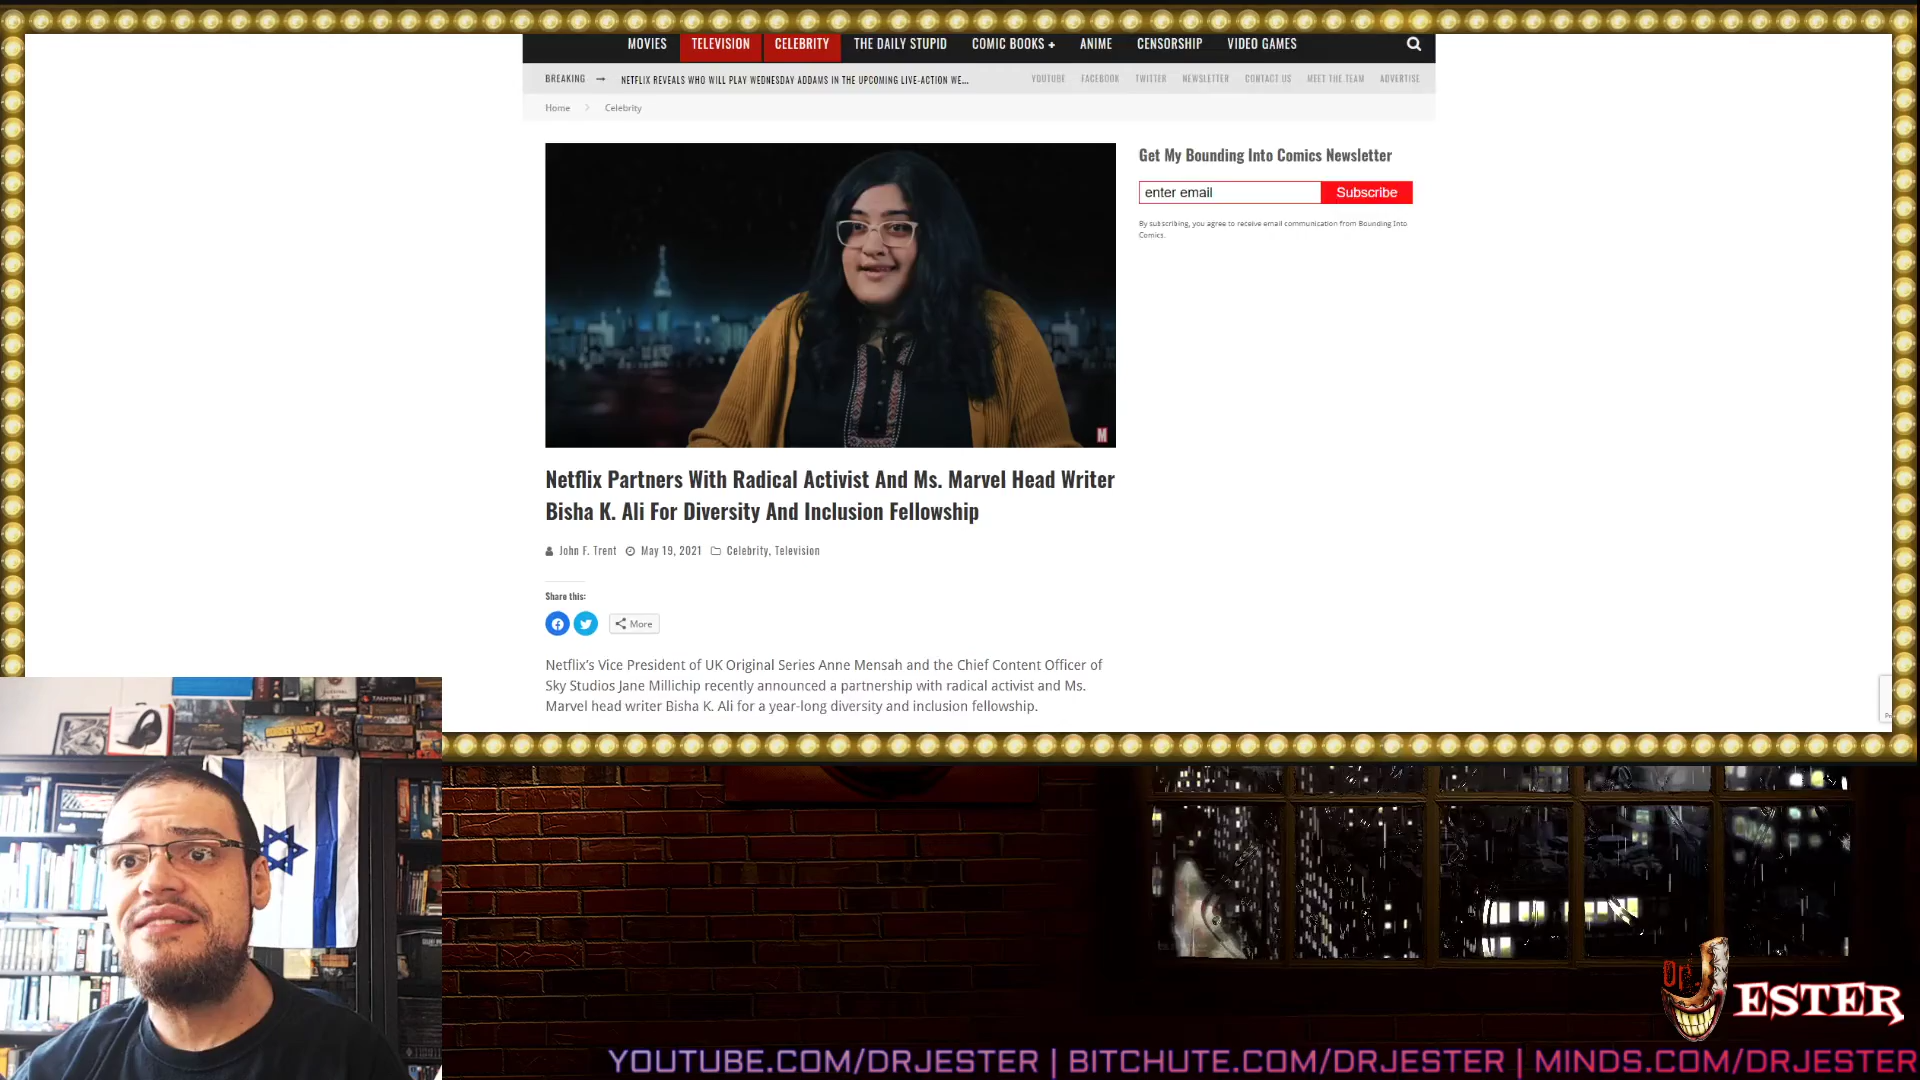 MOVIES TELEVISION CELEBRITY THE DAILY STUPID COMIC BOOKS + ANIME CENSORSHIP VIDEO GAMES
BREAKING → NETFLIX REVEALS WHO WILL PLAY WEDNESDAY ADDAMS IN THE UPCOMING LIVE-ACTION WE... YOUTUBE FACEBOOK TWITTER NEWSLETTER CONTACT US MEET THE TEAM ADVERTISE
Home > Celebrity
M
Netflix Partners With Radical Activist And Ms. Marvel Head Writer
Bisha K. Ali For Diversity And Inclusion Fellowship
John F. Trent May 19, 2021 Celebrity, Television
Share this:
More
Netflix's Vice President of UK Original Series Anne Mensah and the Chief Content Officer of
Sky Studios Jane Millichip recently announced a partnership with radical activist and Ms.
Marvel head writer Bisha K. Ali for a year-long diversity and inclusion fellowship.
Get My Bounding Into Comics Newsletter
enter email Subscribe
By subscribing, you agree to receive email communication from Bounding Into
Comics.
BORDERLANDS 2
Dr. JESTER
YOUTUBE.COM/DRJESTER | BITCHUTE.COM/DRJESTER | MINDS.COM/DRJESTER